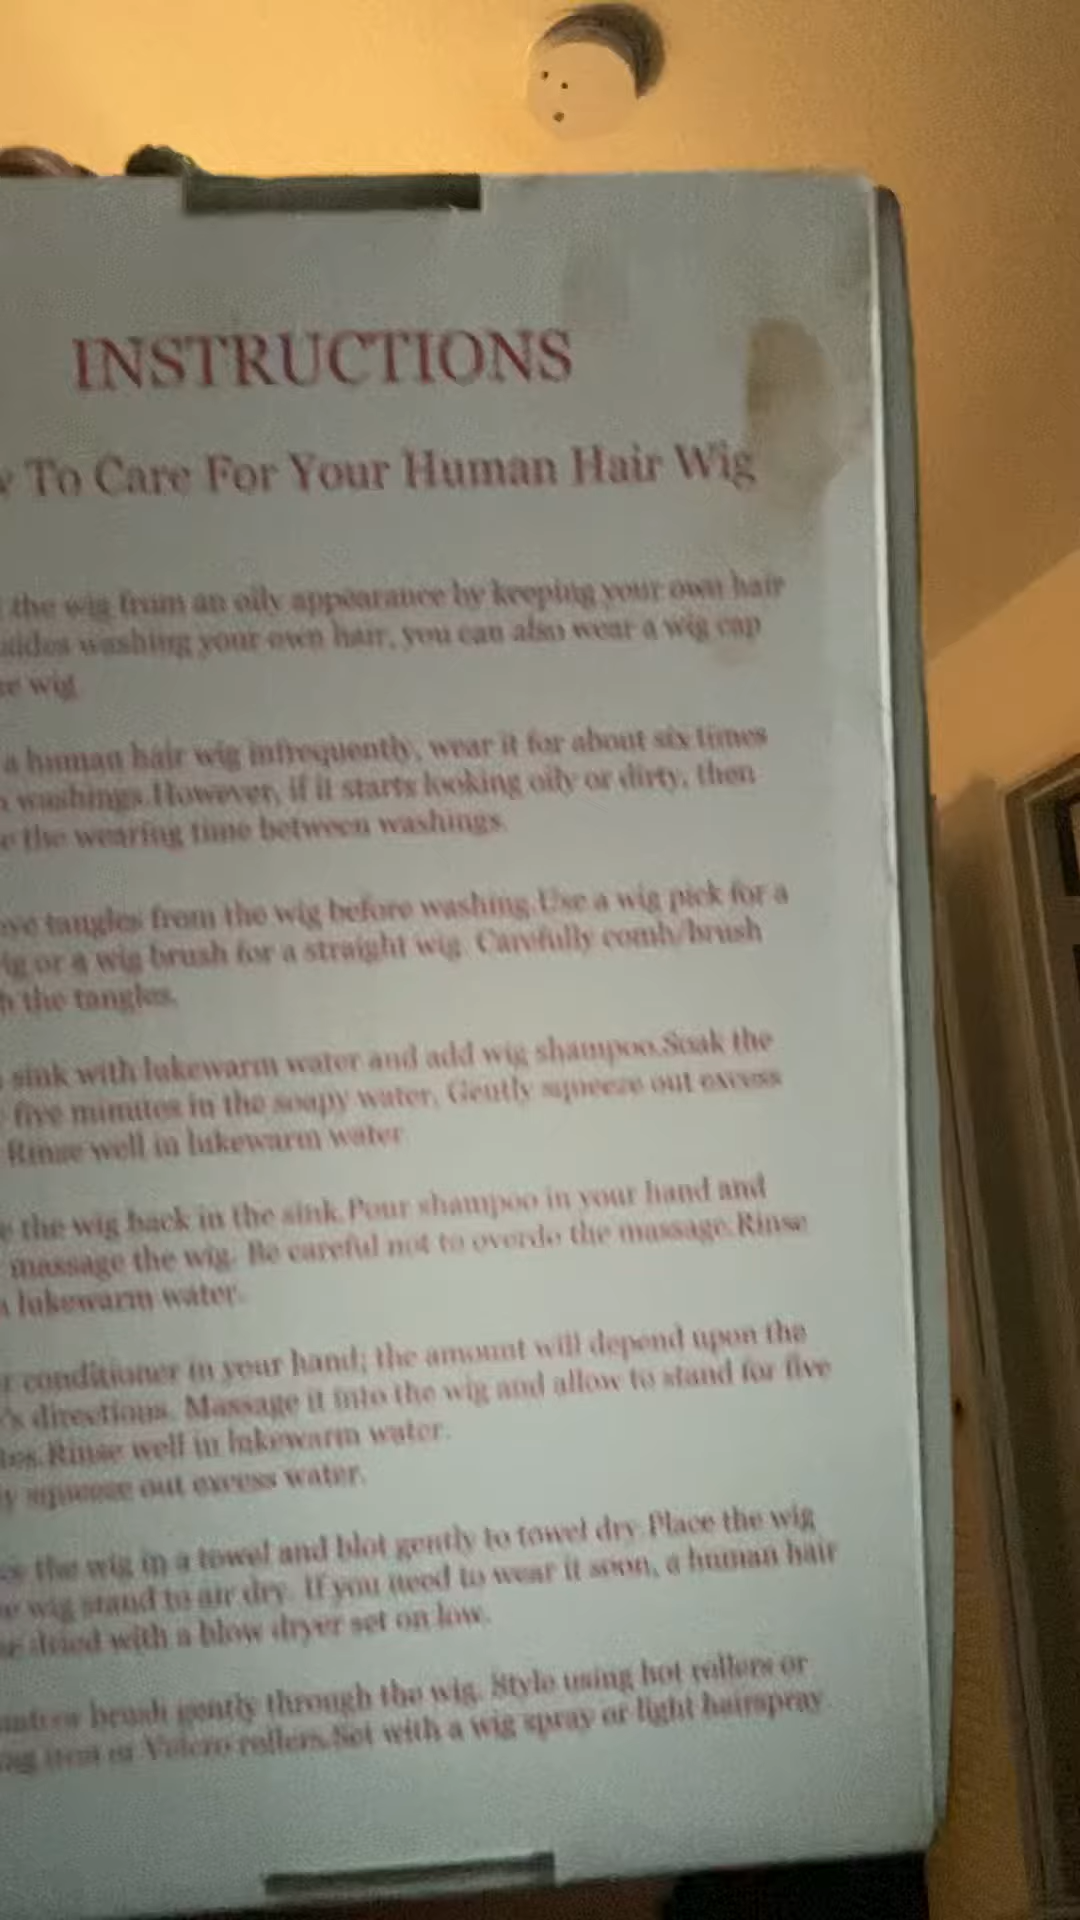 INSTRUCTIONS
To Care For Your Human Hair Wig
the wig from an oily appearance by keeping your own hair
washing your own hair, you can also wear a wig cap
wig
a human hair wig infrequently, wear it for about six times
washings.However, if it starts looking oily or dirty, then
the wearing time between washings.
tangles from the wig before washing.Use a wig pick for a
or a wig brush for a straight wig. Carefully comb/brush
the tangles.
sink with lukewarm water and add wig shampoo.Soak the
five minutes in the soapy water, Gently squeeze out excess
Rinse well in lukewarm water
the wig back in the sink.Pour shampoo in your hand and
massage the wig. Be careful not to overdo the massage.Rinse
lukewarm water.
conditioner in your hand; the amount will depend upon the
directions. Massage it into the wig and allow to stand for five
Rinse well in lukewarm water.
squeeze out excess water.
the wig in a towel and blot gently to towel dry.Place the wig
wig stand to air dry. If you need to wear it soon, a human hair
dried with a blow dryer set on low.
brush gently through the wig. Style using hot rollers or
Velcro rollers.Set with a wig spray or light hairspray